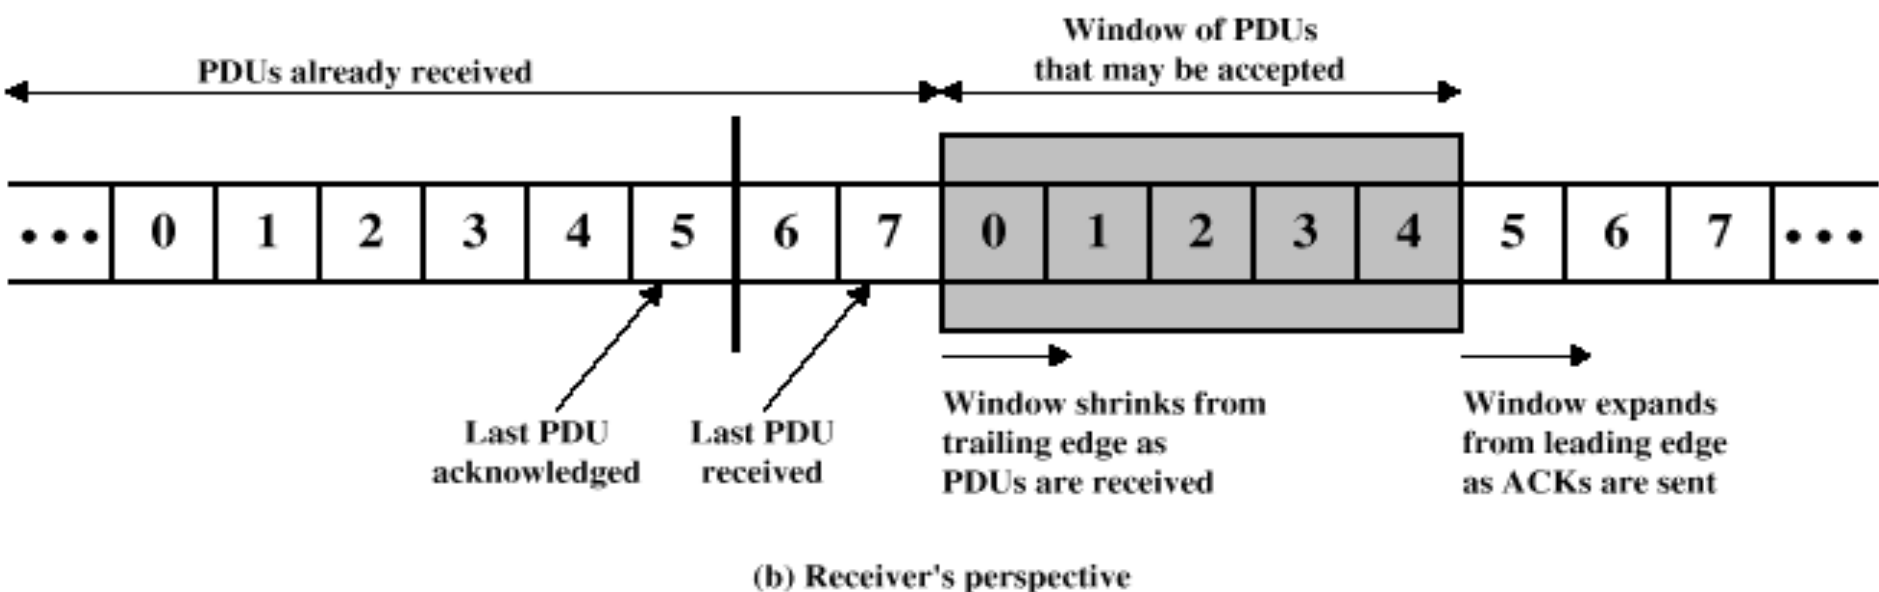 Window of PDUs
that may be accepted
PDUs already received
••• 0 1 2 3 4 5 6 7 0 1 2 3 4 5 6 7 •••
Last PDU
acknowledged
Last PDU
received
Window shrinks from
trailing edge as
PDUs are received
Window expands
from leading edge
as ACKs are sent
(b) Receiver's perspective